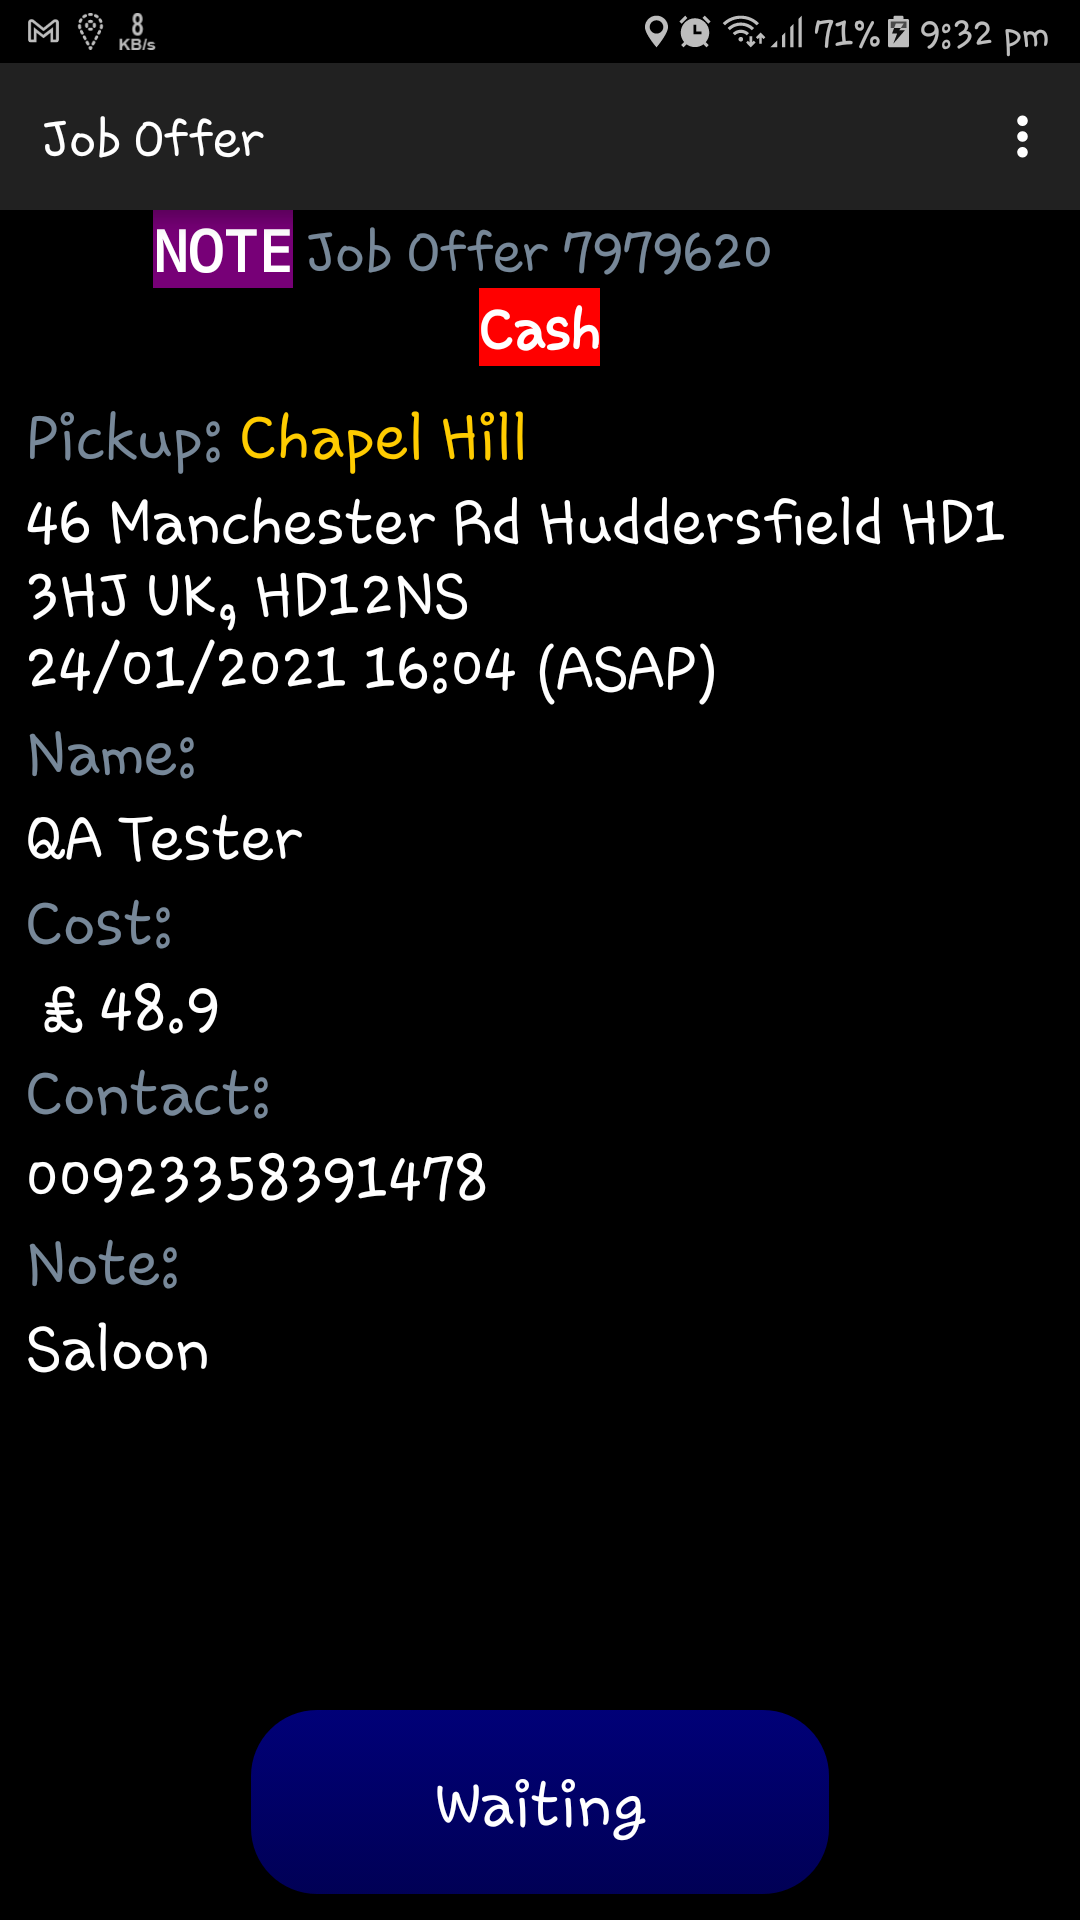 8
KB/s
71% 9:32 pm
Job Offer
NOTE Job Offer 7979620
Cash
Pickup: Chapel Hill
46 Manchester Rd Huddersfield HD1
3HJ UK, HD12NS
24/01/2021 16:04 (ASAP)
Name:
QA Tester
Cost:
£ 48.9
Contact:
00923358391478
Note:
Saloon
Waiting